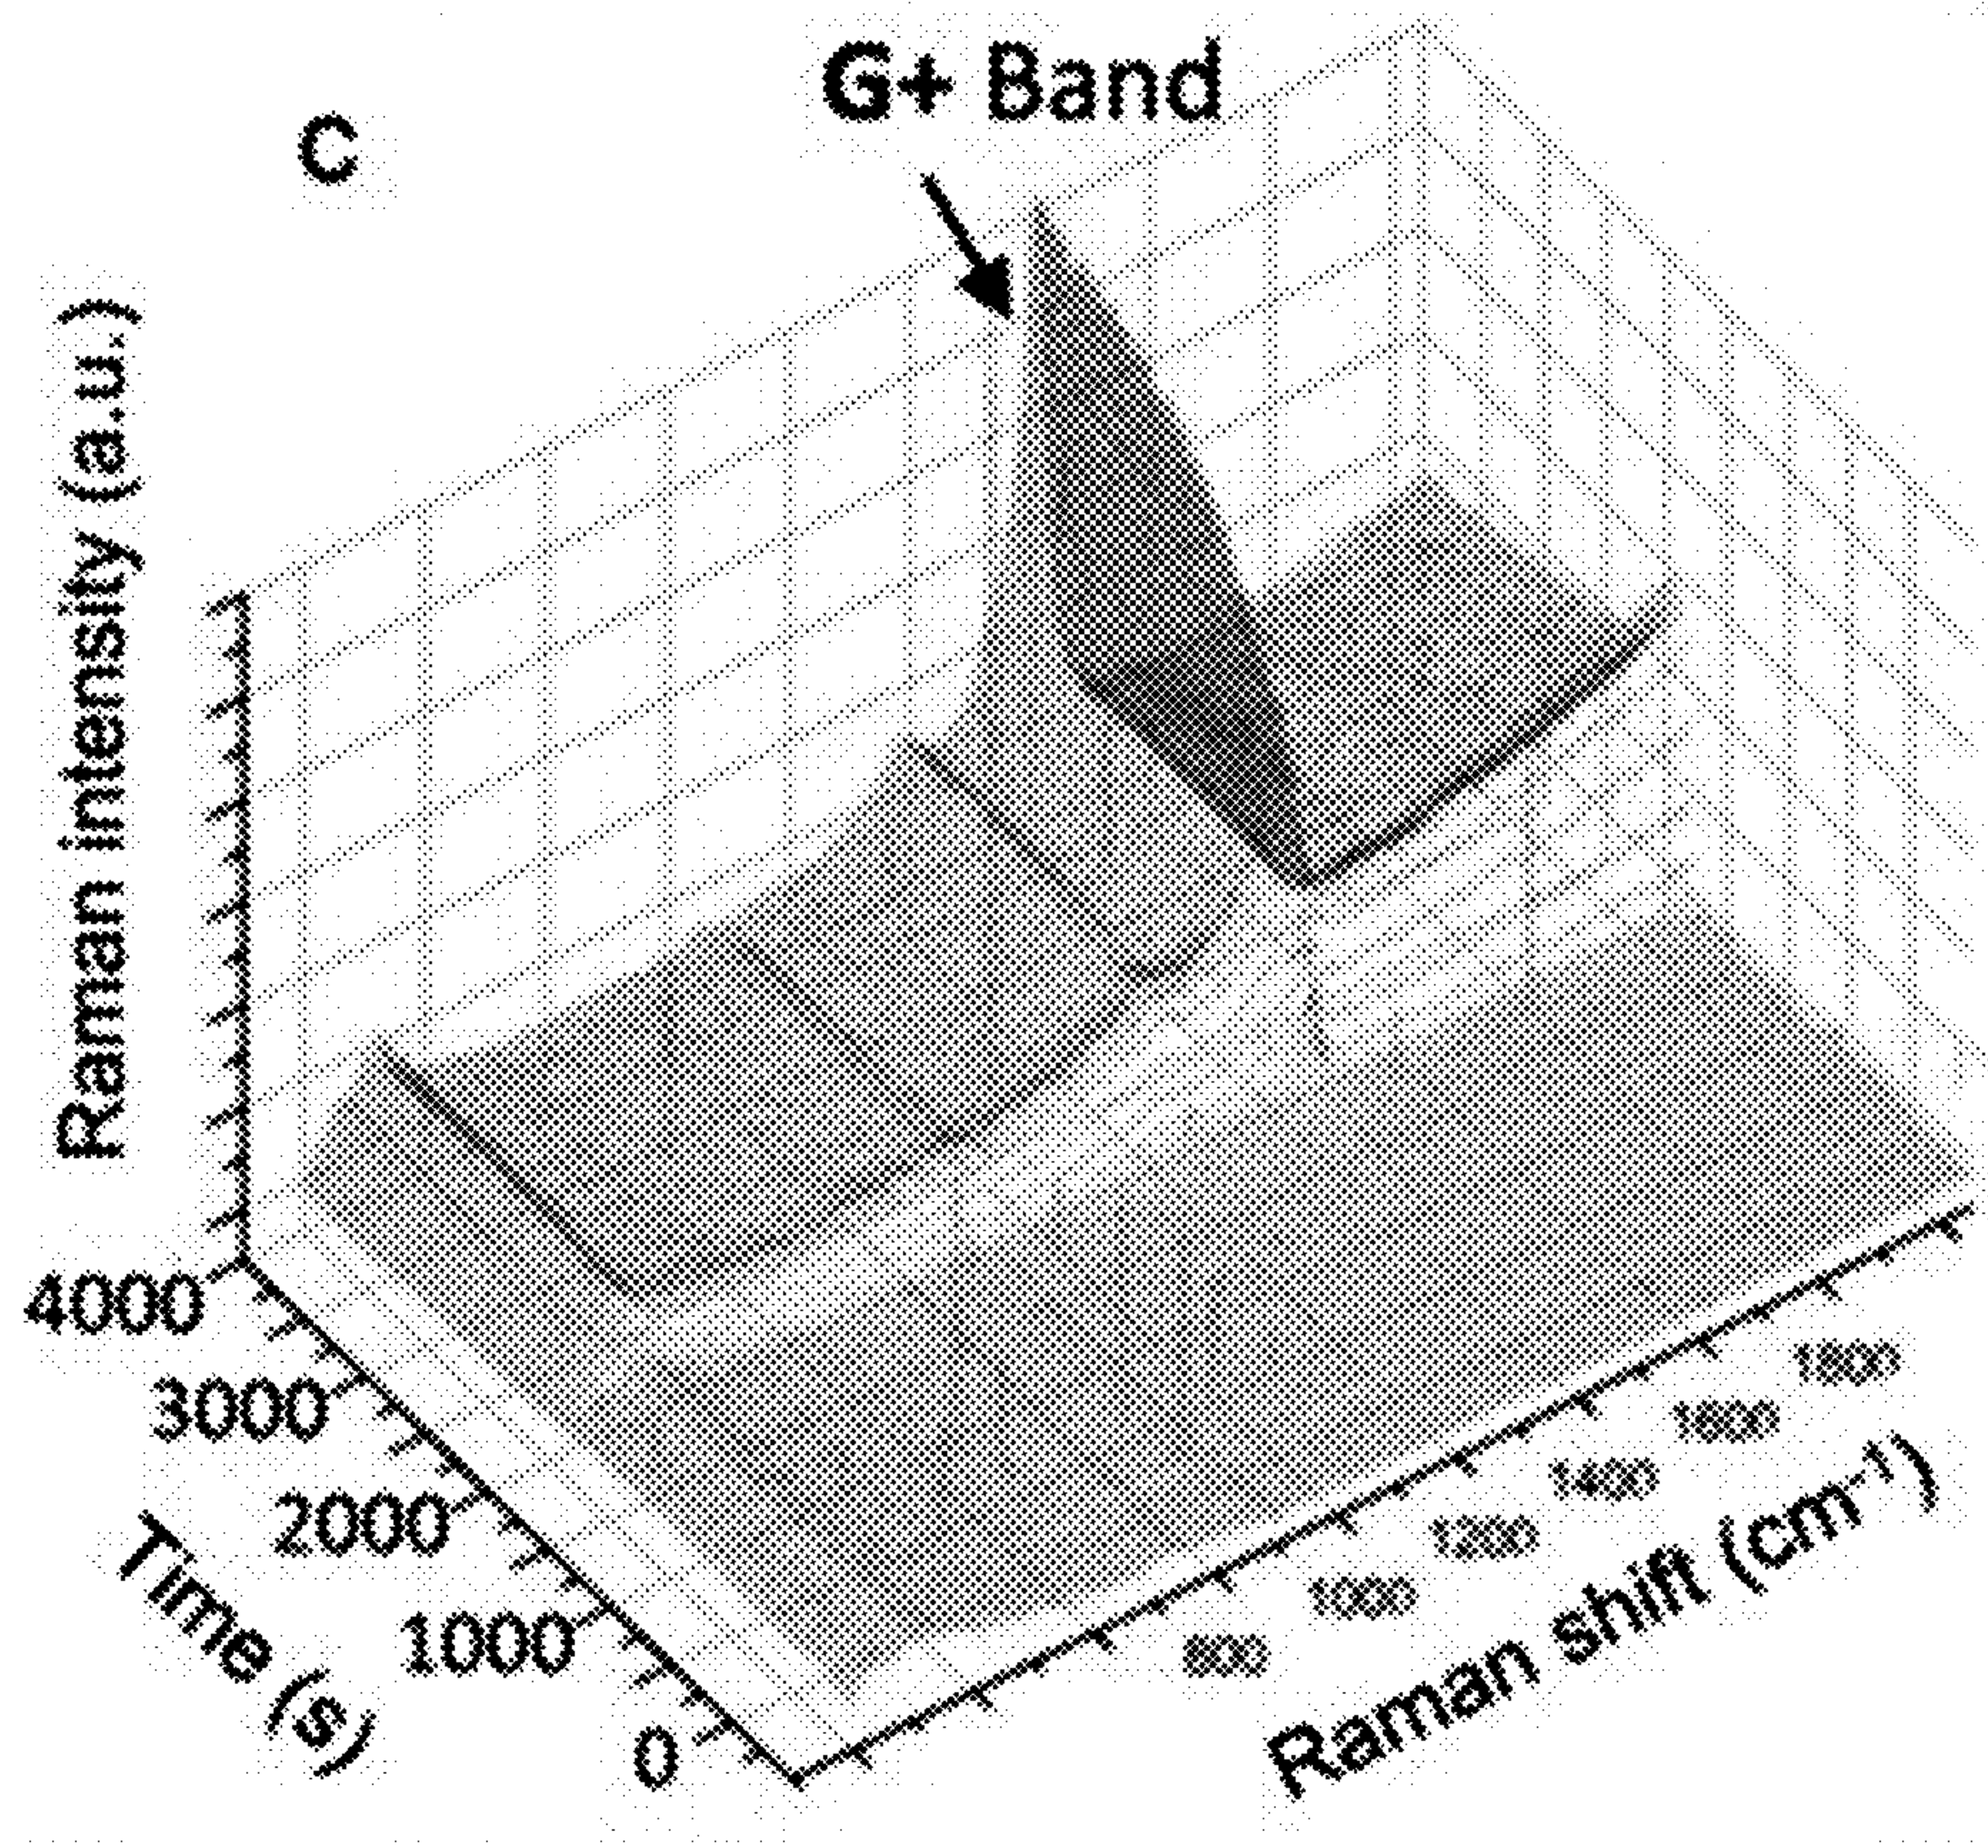 G+ Band
C
Raman intensity (a.u.)
4000
3000
2000
1000
0
Time (s)
800
1000
1200
1400
1600
1800
Raman shift (cm⁻¹)